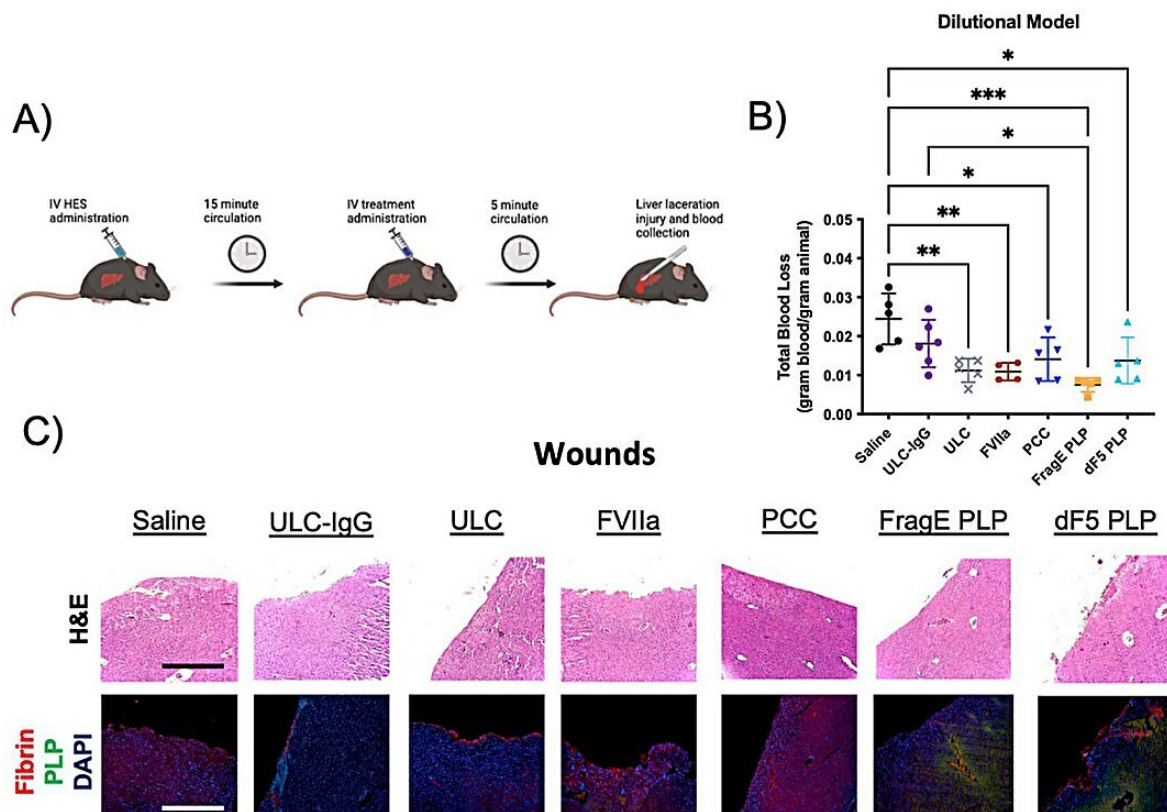 A)
IV HES
administration
15 minute
circulation
IV treatment
administration
5 minute
circulation
Liver laceration
injury and blood
collection
B)
Dilutional Model
*
***
*
*
**
**
Total Blood Loss
(gram blood/gram animal)
0.05
0.04
0.03
0.02
0.01
0.00
Saline
ULC-IgG
ULC
FVIIa
PCC
FragE PLP
dF5 PLP
C)
Wounds
Saline ULC-IgG ULC FVIIa PCC FragE PLP dF5 PLP
H&E
Fibrin
PLP
DAPI